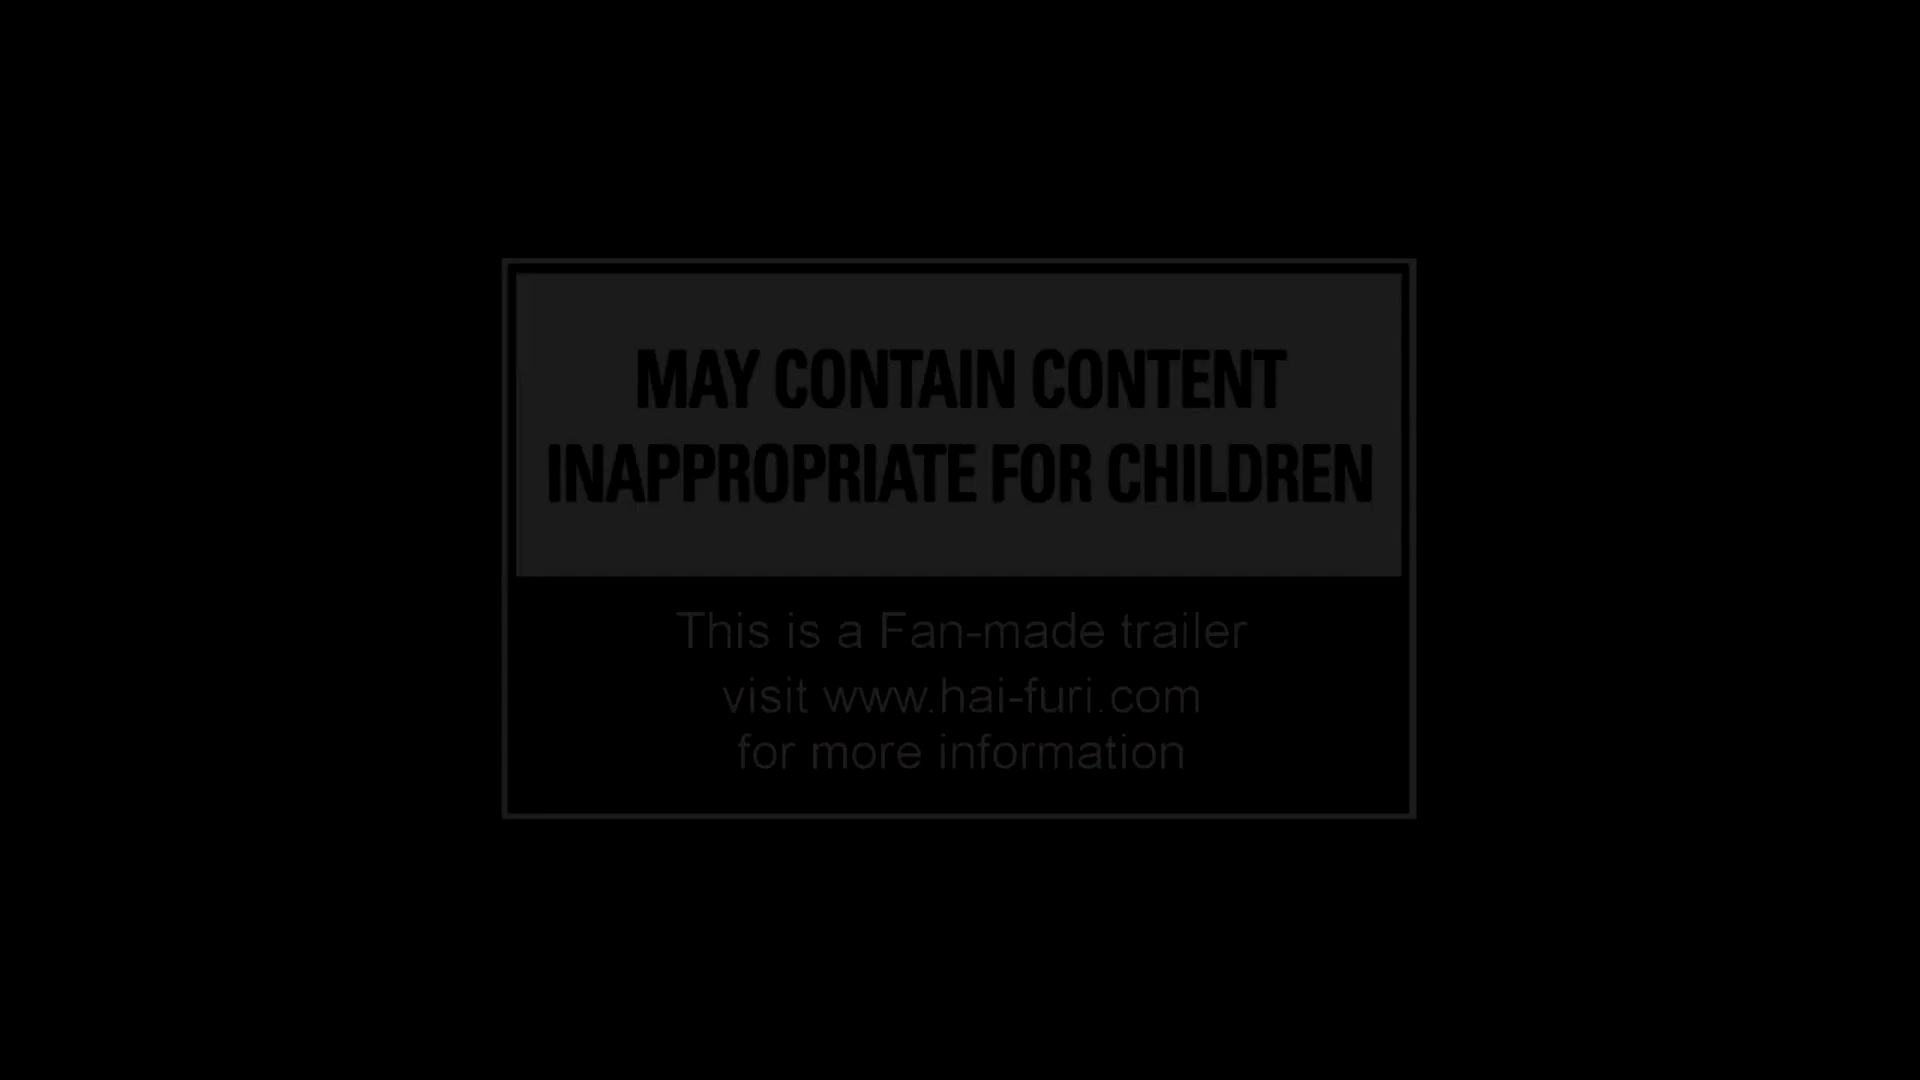 MAY CONTAIN CONTENT
INAPPROPRIATE FOR CHILDREN
This is a Fan-made trailer
visit www.hai-furi.com
for more information